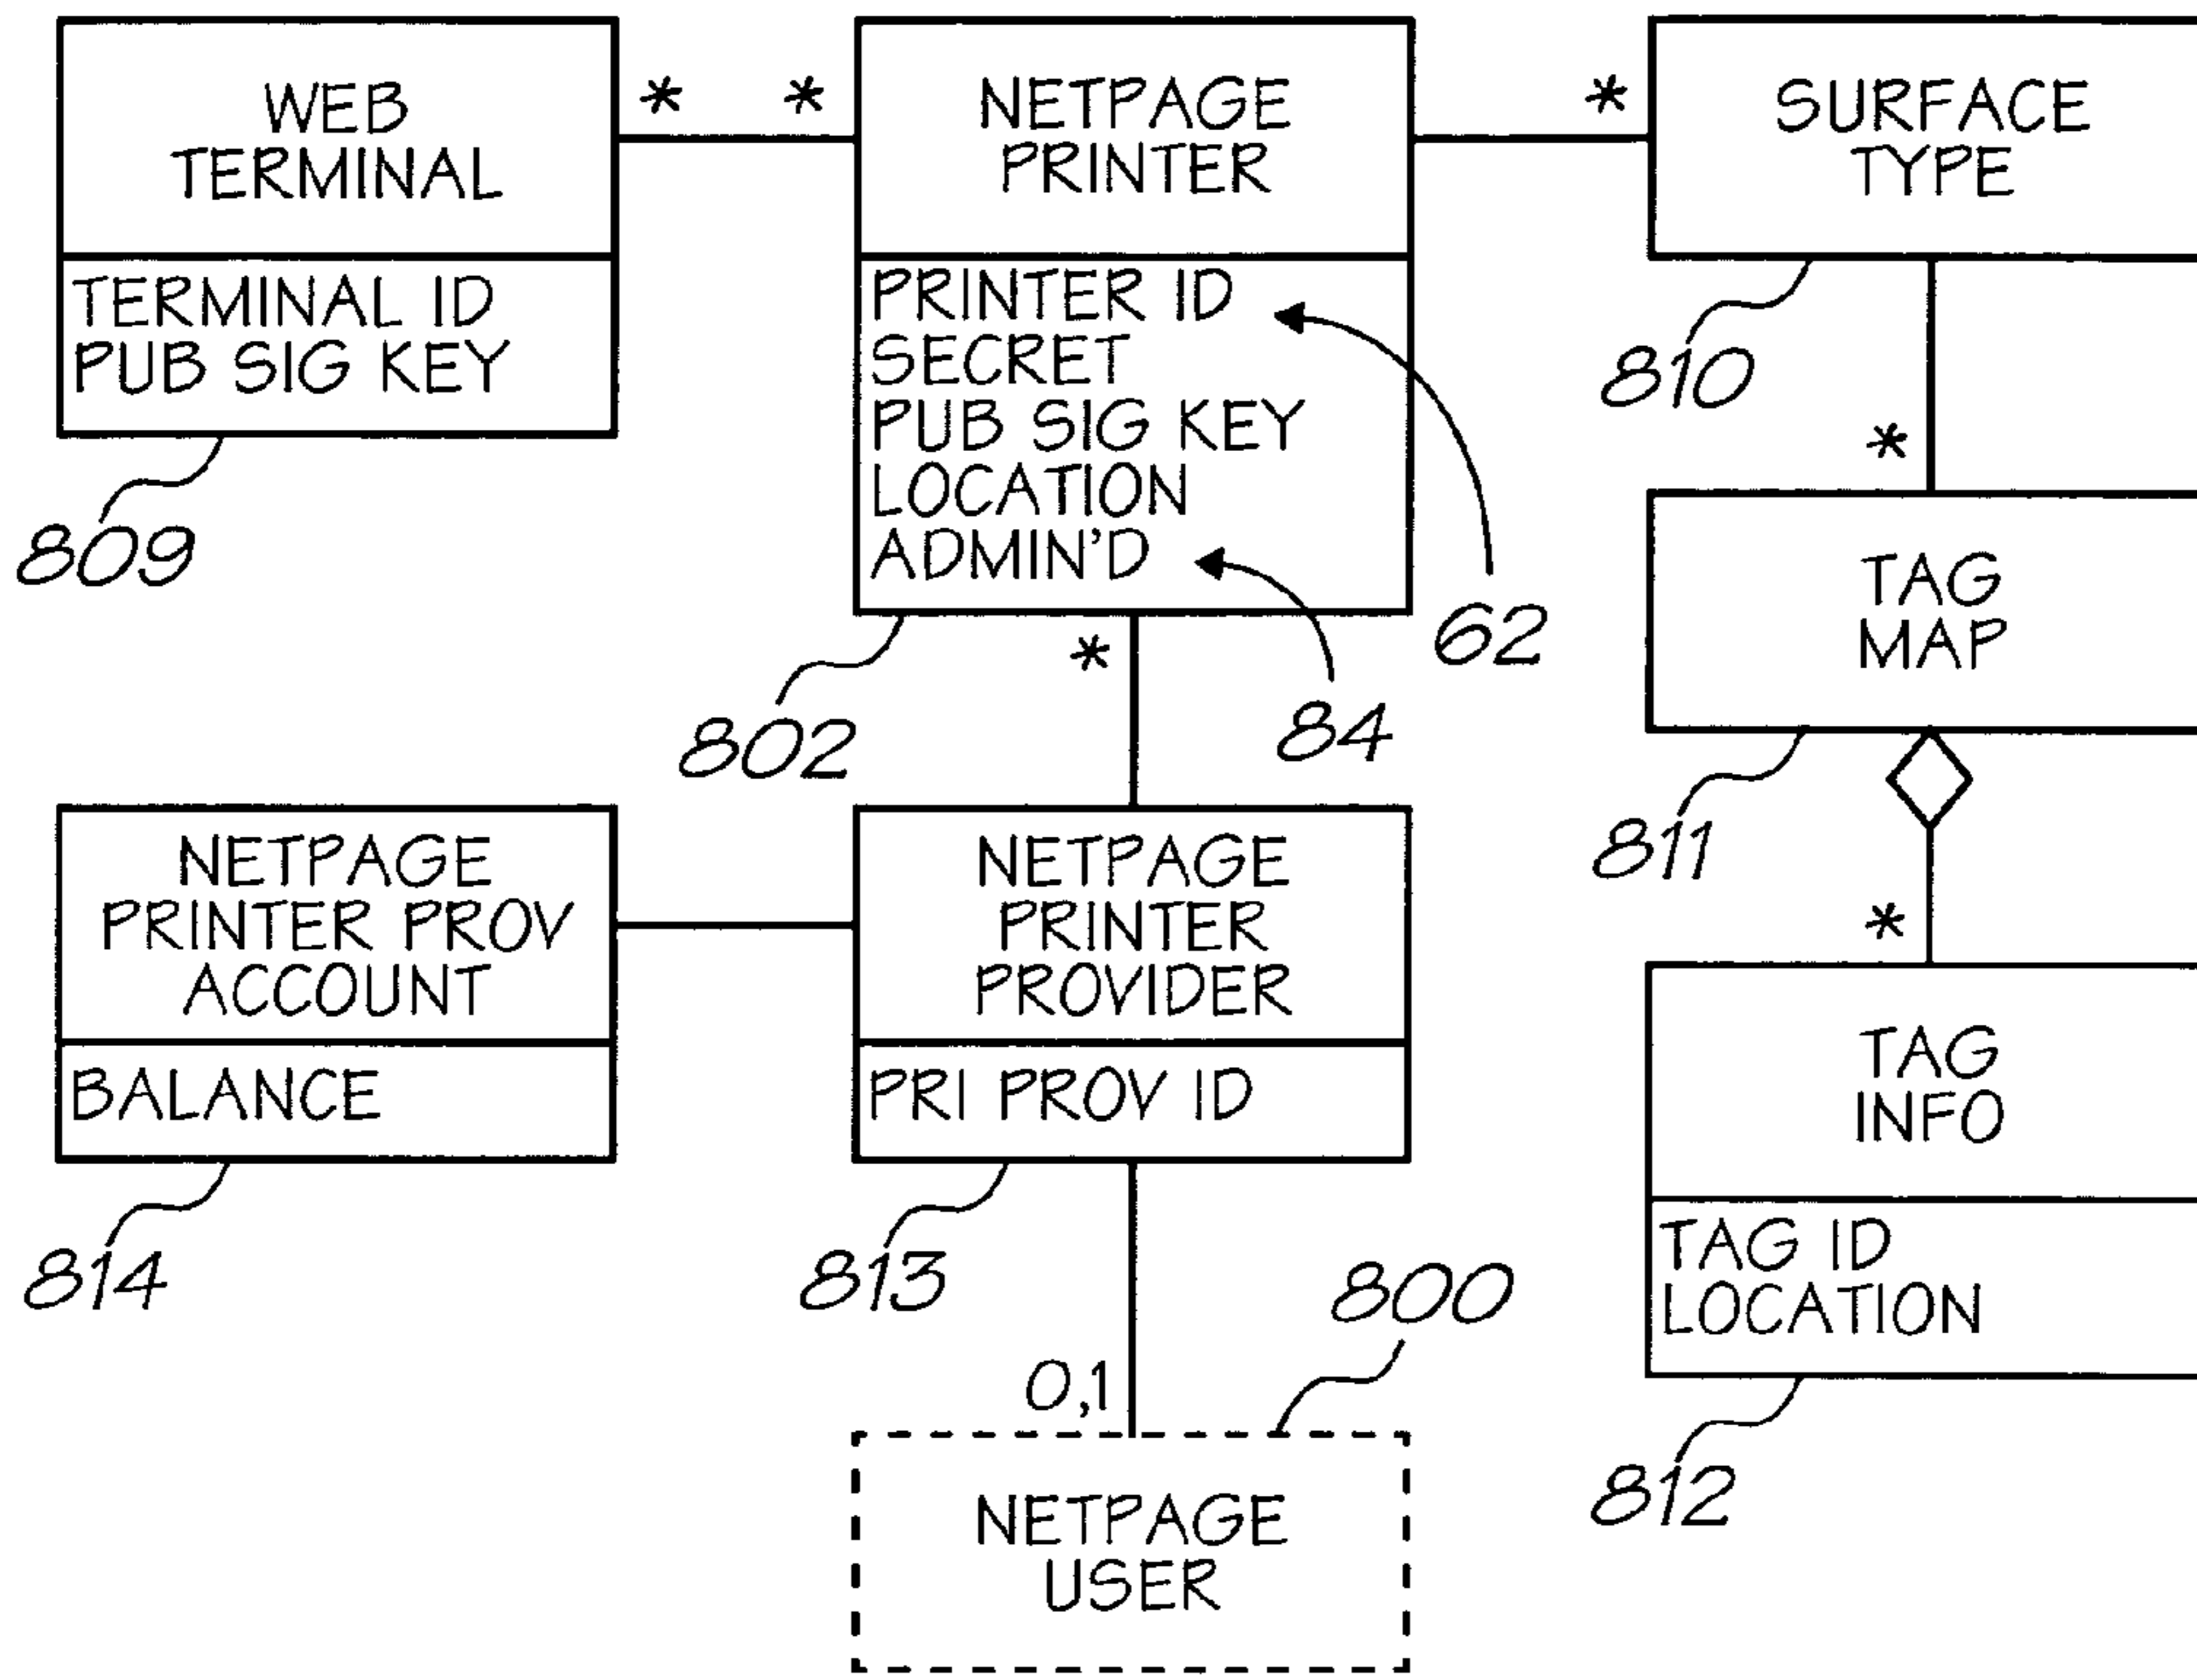 WEB
TERMINAL
*
*
NETPAGE
PRINTER
*
SURFACE
TYPE
TERMINAL ID
PUB SIG KEY
809
PRINTER ID
SECRET
PUB SIG KEY
LOCATION
ADMIN'D
62
84
802
*
810
*
TAG
MAP
811
*
NETPAGE
PRINTER PROV
ACCOUNT
BALANCE
814
NETPAGE
PRINTER
PROVIDER
PRI PROV ID
813
800
0,1
NETPAGE
USER
TAG
INFO
TAG ID
LOCATION
812